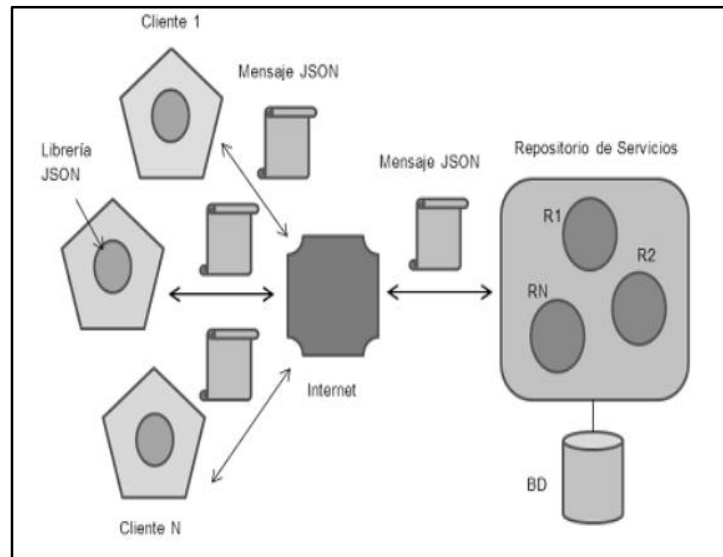 Cliente 1
Mensaje JSON
Librería
JSON
Mensaje JSON
Repositorio de Servicios
R1
R2
RN
Internet
BD
Cliente N